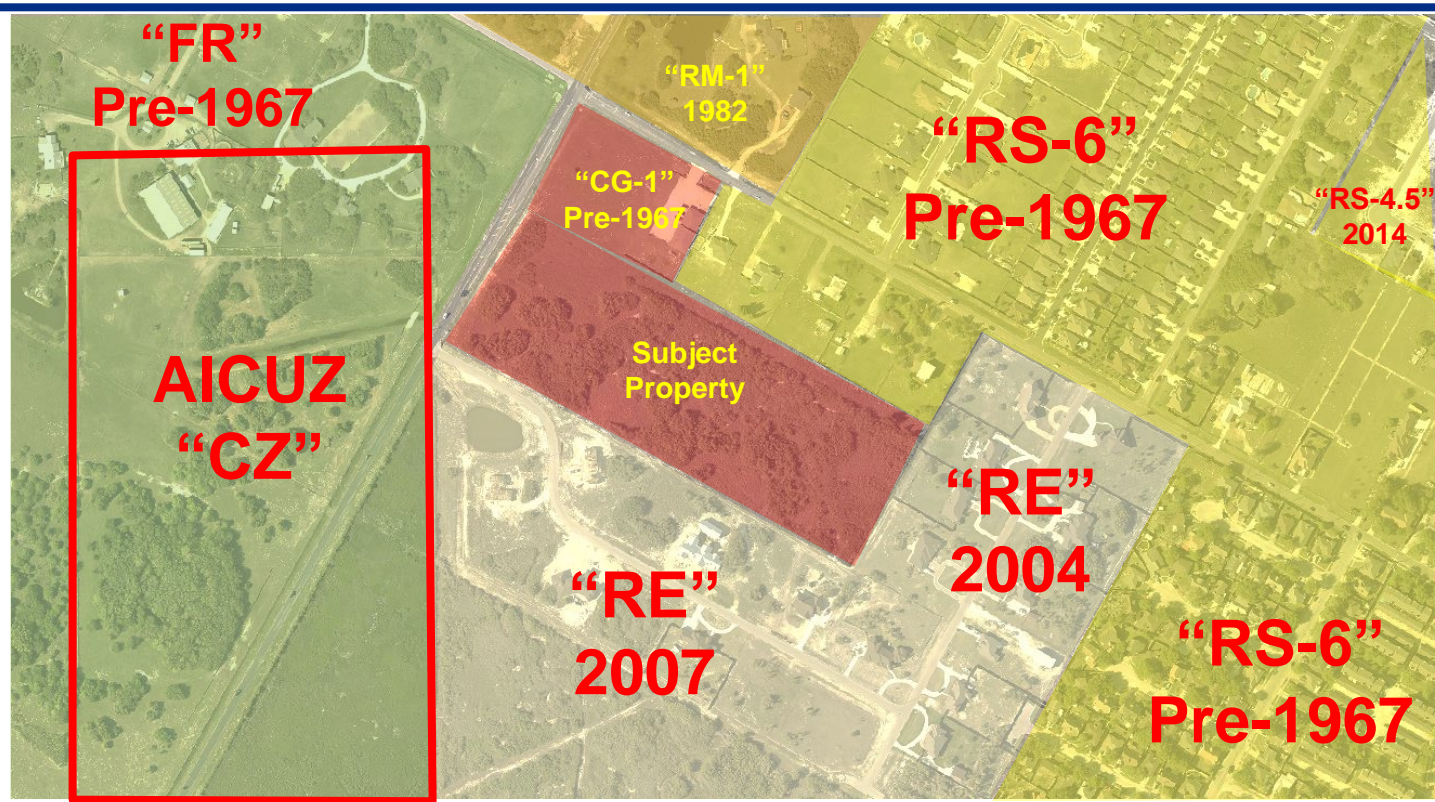 “FR”
Pre-1967
“RM-1”
1982
“RS-6”
Pre-1967
“RS-4.5”
2014
“CG-1”
Pre-1967
AICUZ
“CZ”
Subject
Property
“RE”
2004
“RE”
2007
“RS-6”
Pre-1967